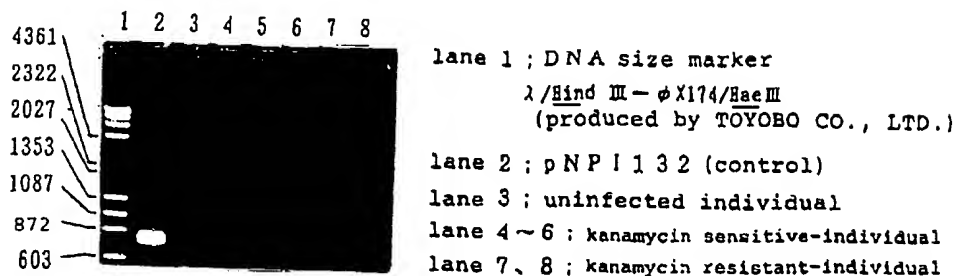 1 2 3 4 5 6 7 8
4361
2322
2027
1353
1087
872
603
lane 1 ; DNA size marker
λ/Hind III - φX174/Hae III
(produced by TOYOBO CO., LTD.)
lane 2 ; pNPI132 (control)
lane 3 ; uninfected individual
lane 4~6 ; kanamycin sensitive-individual
lane 7、8 ; kanamycin resistant-individual